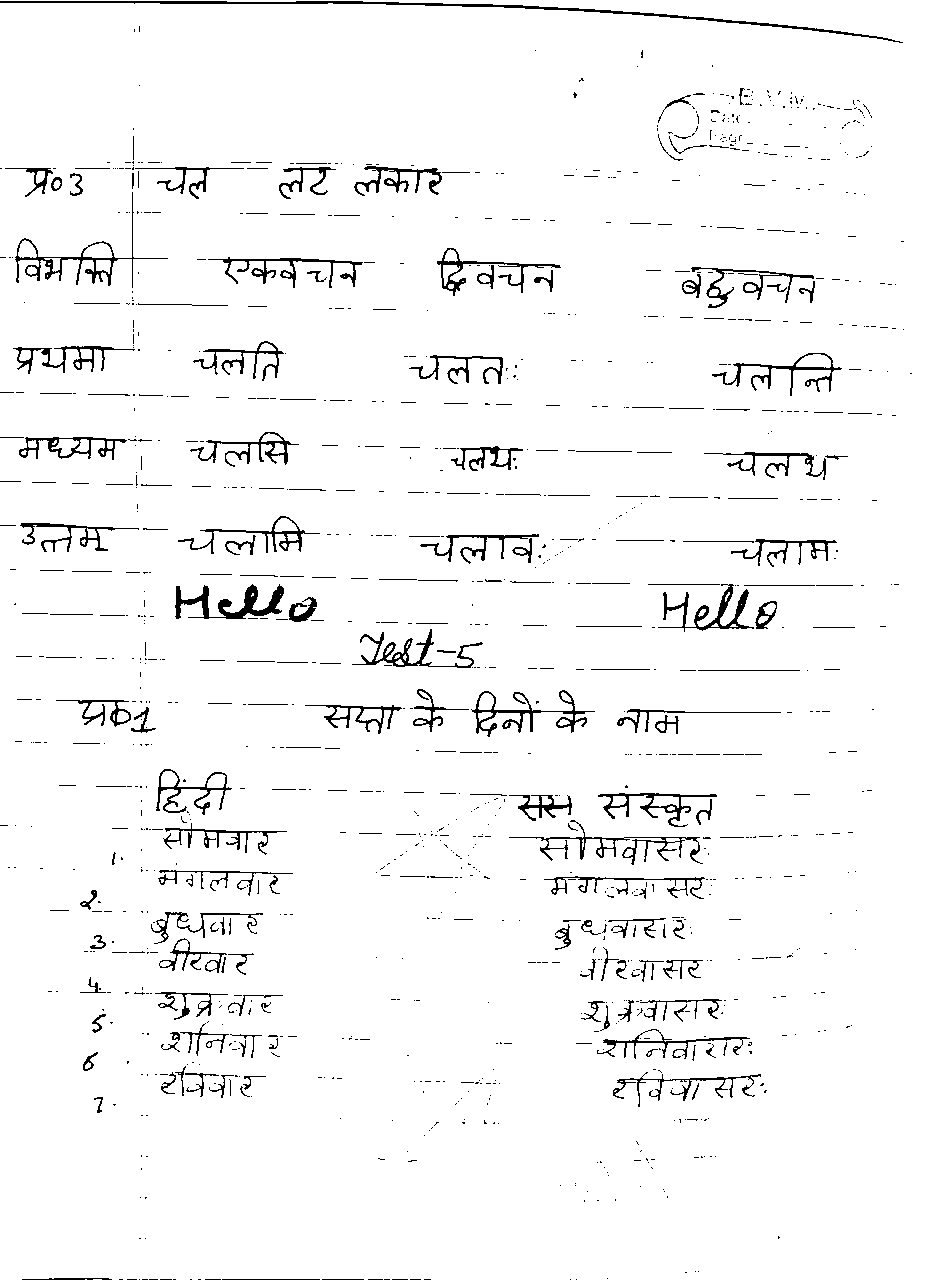 B.V.M.
Date
Page
प्र०3 चल लट लकार
विभक्ति एकवचन द्विवचन बहुवचन
प्रथमा चलति चलतः चलन्ति
मध्यम चलसि चलथः चलथ
उत्तम चलामि चलावः चलामः
Hello Hello
Test-5
प्र01 सप्ता के दिनों के नाम
हिंदी सस संस्कृत
1. सोमवार सोमवासरः
2. मंगलवार मंगलवासरः
3. बुधवार बुधवासरः
4. वीरवार वीरवासर
5. शुक्रवार शुक्रवासरः
6 शनिवार शनिवासरः
7. रविवार रविवासरः